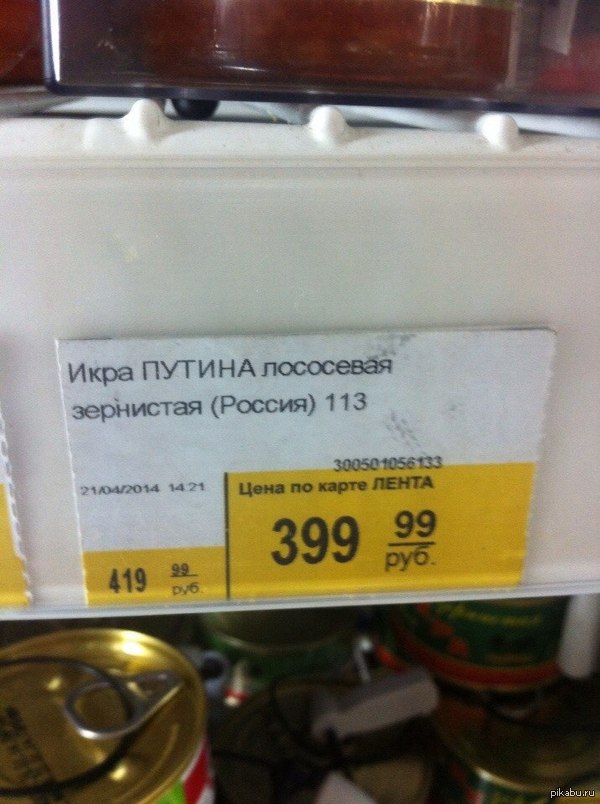 Икра ПУТИНА лососевая
зернистая (Россия) 113
300501056133
21/04/2014 14:21
Цена по карте ЛЕНТА
419 99 руб.
399 99 руб.
pikabu.ru